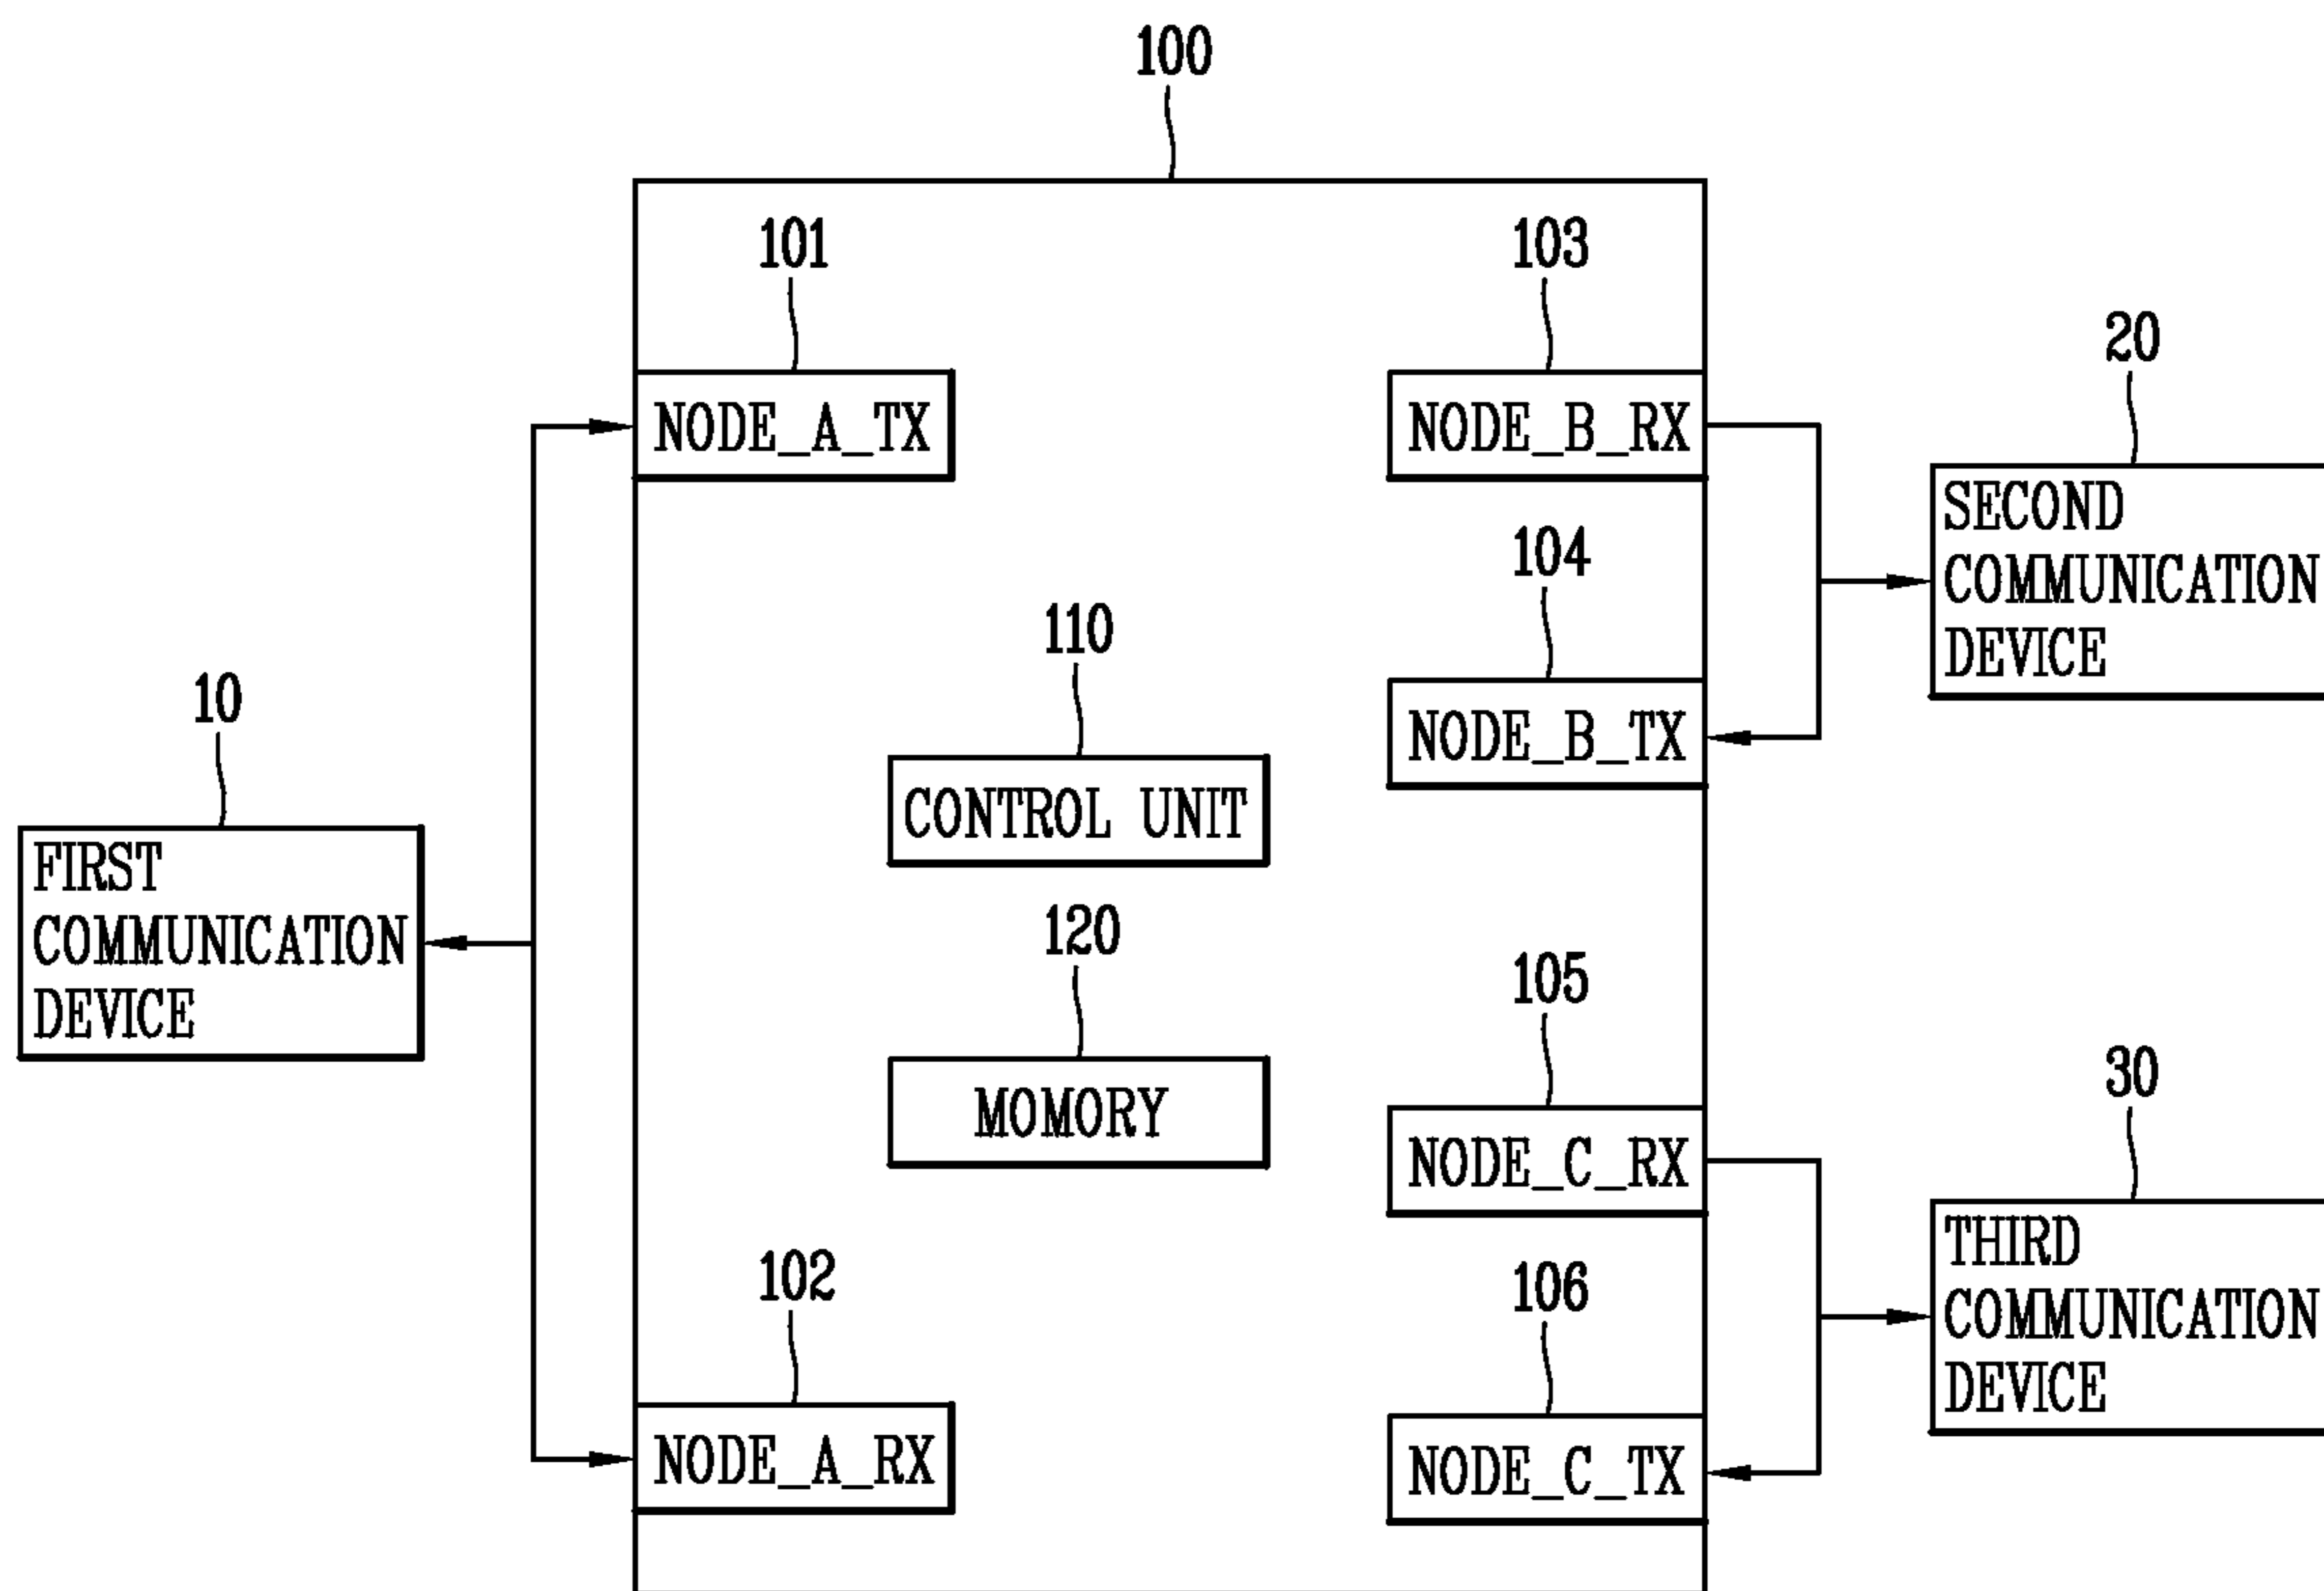 100
101
103
NODE_A_TX
NODE_B_RX
20
SECOND
COMMUNICATION
DEVICE
104
NODE_B_TX
110
CONTROL UNIT
10
FIRST
COMMUNICATION
DEVICE
120
MOMORY
105
NODE_C_RX
30
THIRD
COMMUNICATION
DEVICE
102
NODE_A_RX
106
NODE_C_TX